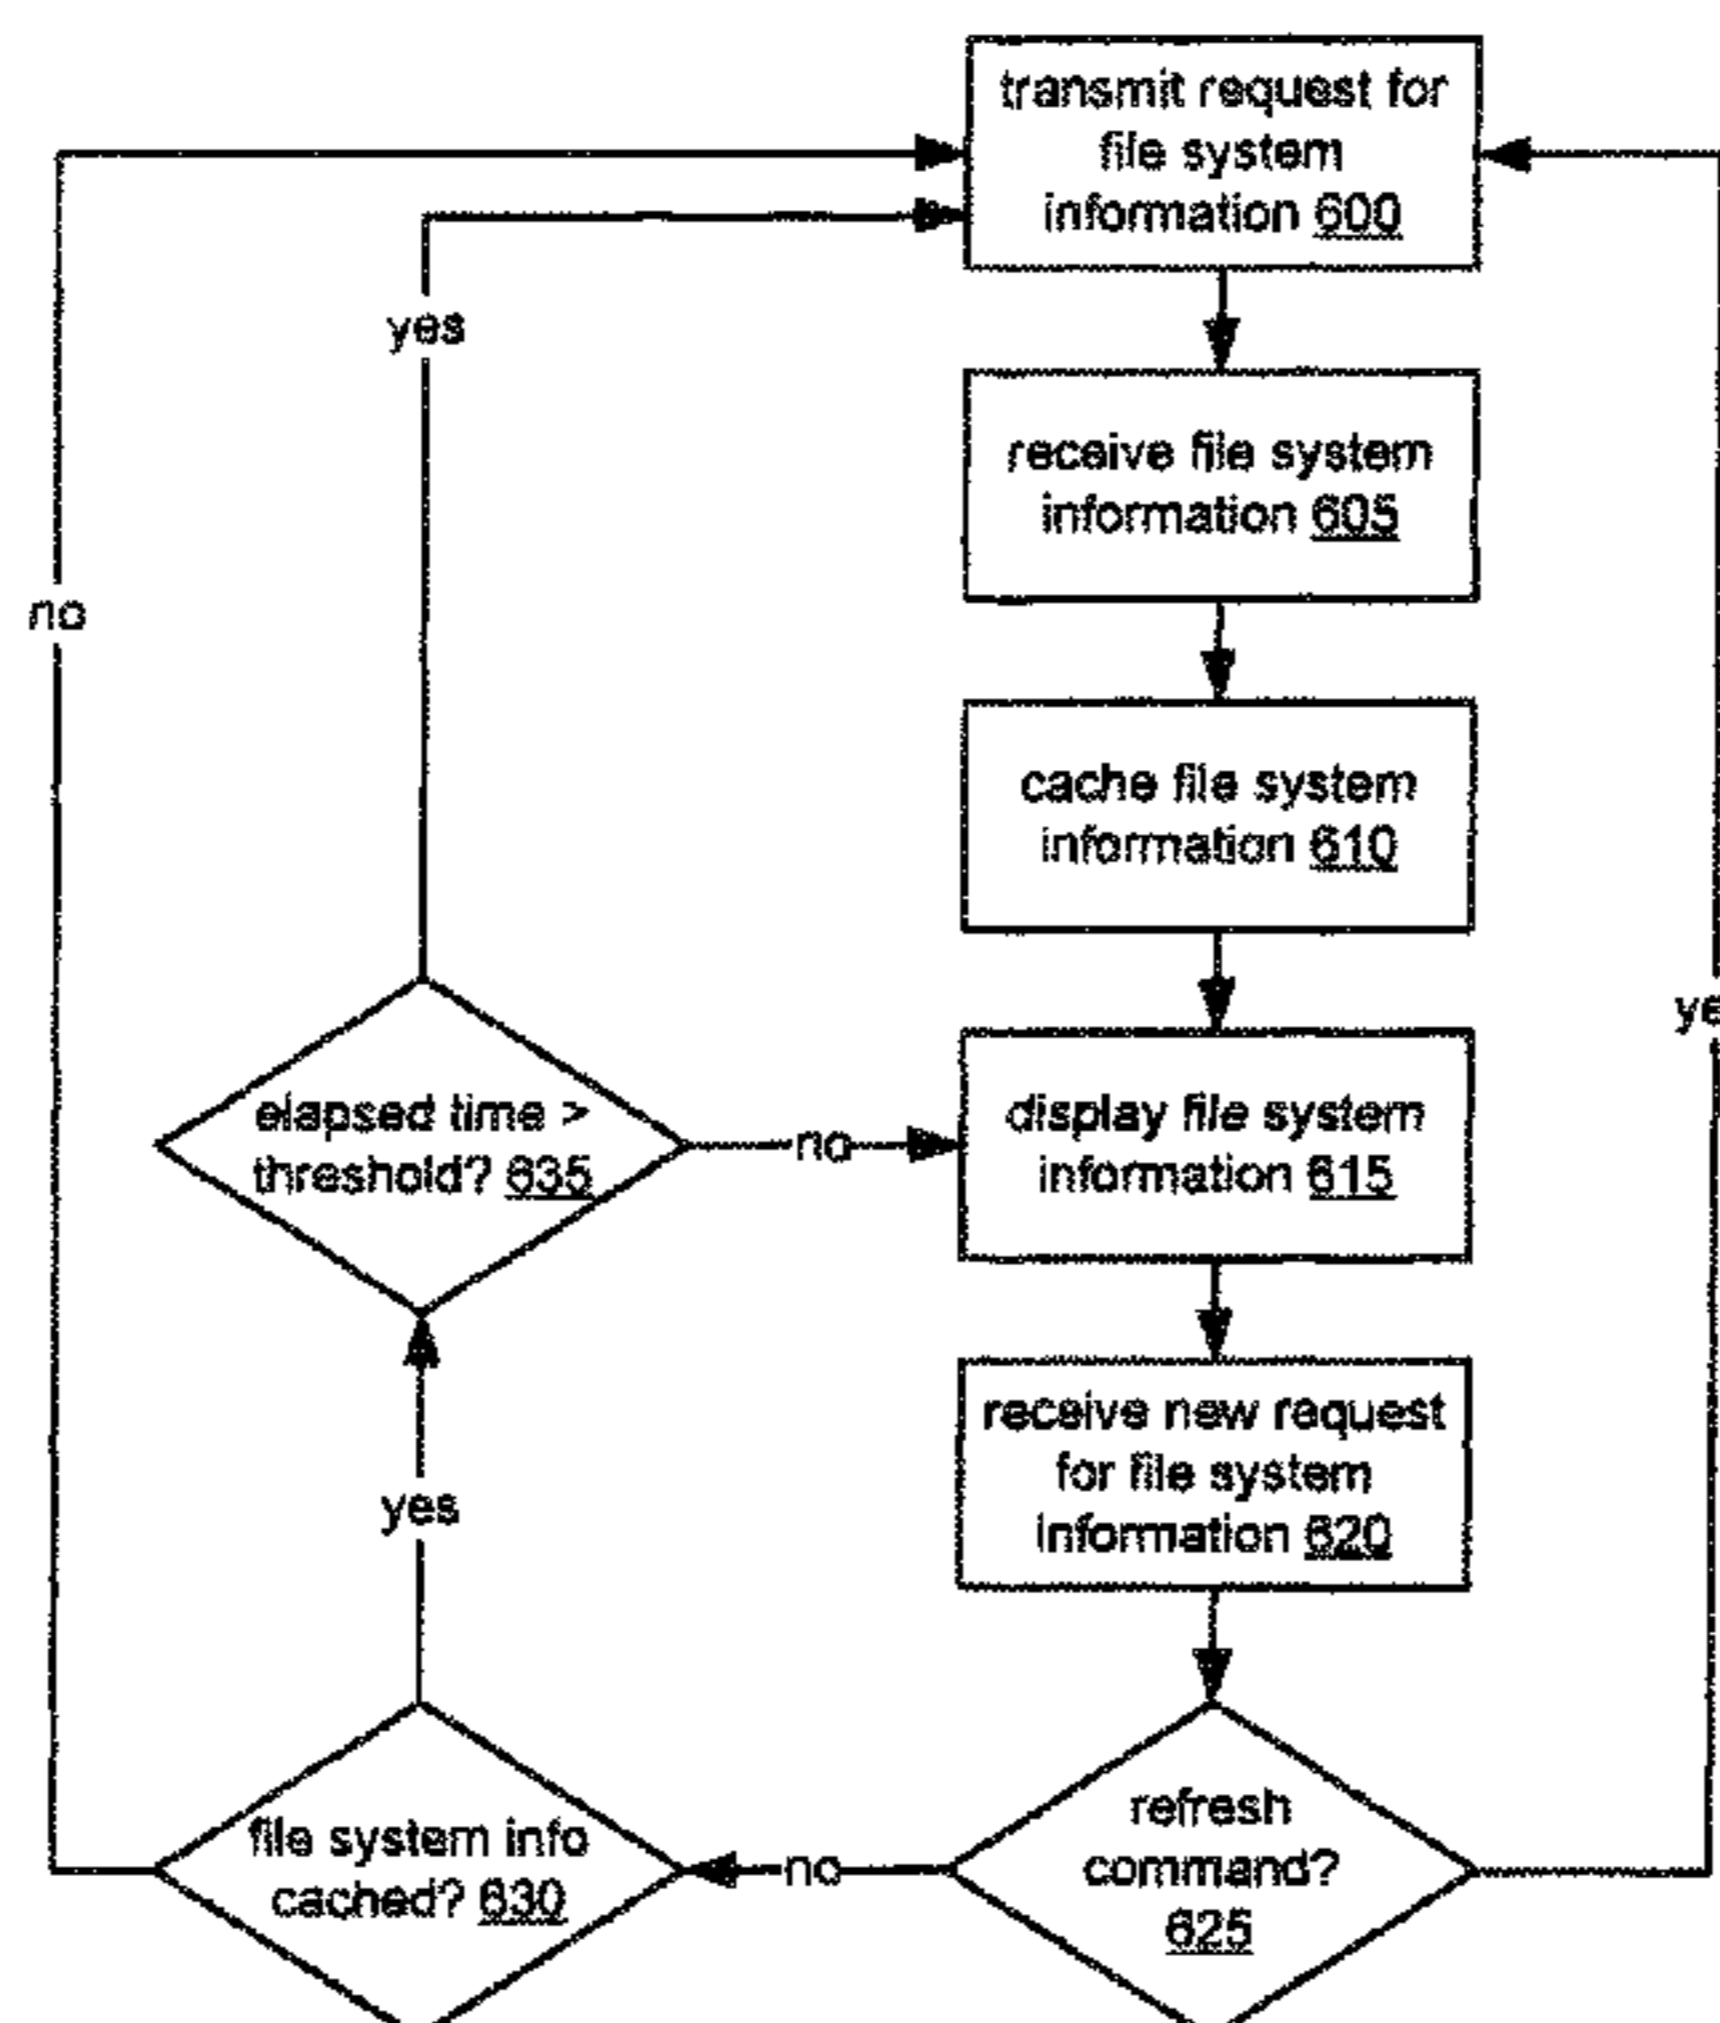 transmit request for
file system
information 600
yes
receive file system
information 605
no
cache file system
information 610
ye
elapsed time >
threshold? 635
no
display file system
information 615
receive new request
for file system
information 620
yes
file system info
cached? 630
no
refresh
command?
625